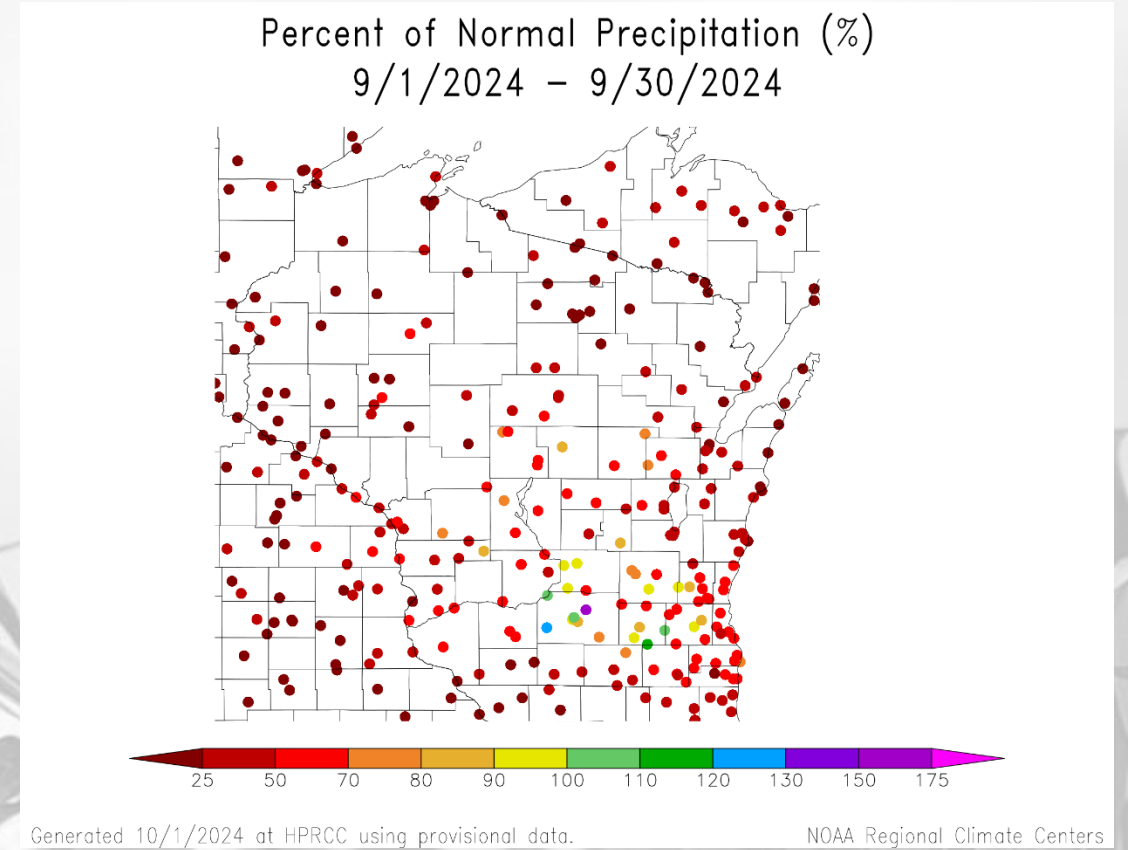 Percent of Normal Precipitation (%)
9/1/2024 – 9/30/2024
25 50 70 80 90 100 110 120 130 150 175
Generated 10/1/2024 at HPRCC using provisional data.
NOAA Regional Climate Centers